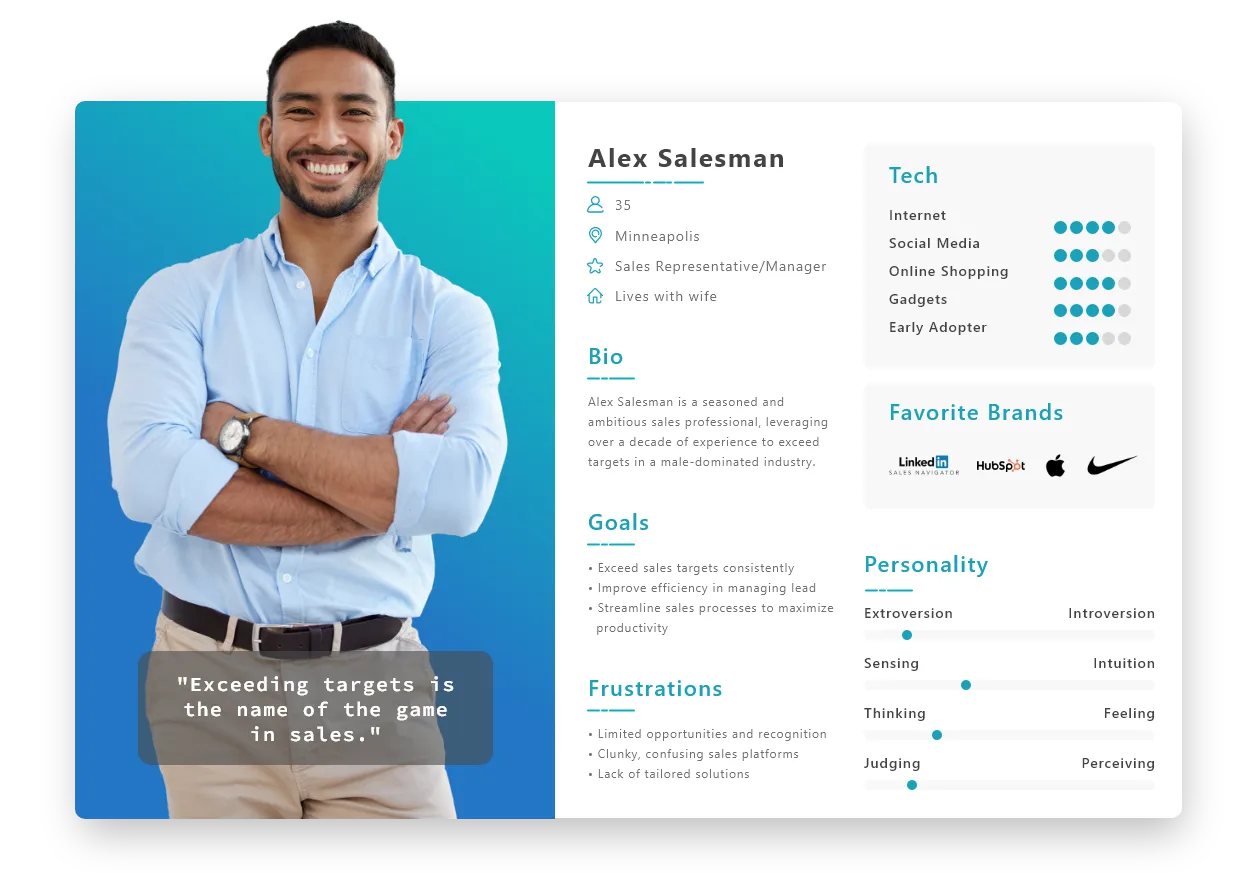 Alex Salesman
35
Minneapolis
Sales Representative/Manager
Lives with wife
Bio
Alex Salesman is a seasoned and
ambitious sales professional, leveraging
over a decade of experience to exceed
targets in a male-dominated industry.
Goals
• Exceed sales targets consistently
• Improve efficiency in managing lead
• Streamline sales processes to maximize
productivity
Frustrations
• Limited opportunities and recognition
• Clunky, confusing sales platforms
• Lack of tailored solutions
"Exceeding targets is
the name of the game
in sales."
Tech
Internet
Social Media
Online Shopping
Gadgets
Early Adopter
Favorite Brands
LinkedIn
SALES NAVIGATOR
HubSpot
Personality
Extroversion Introversion
Sensing Intuition
Thinking Feeling
Judging Perceiving